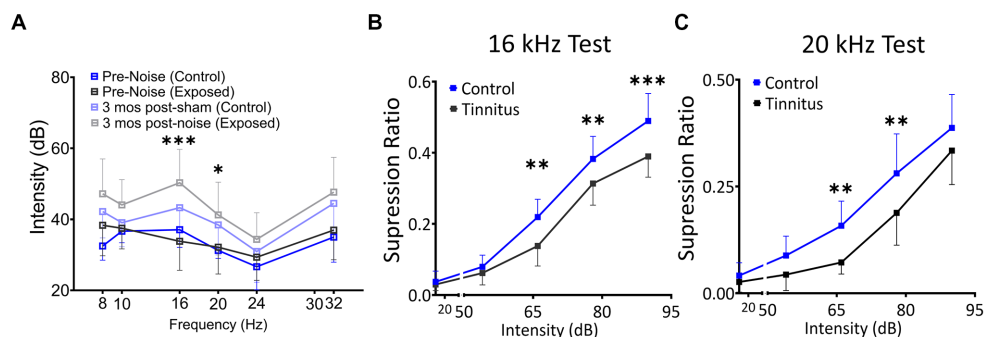 A
80
60
40
20
Intensity (dB)
Pre-Noise (Control)
Pre-Noise (Exposed)
3 mos post-sham (Control)
3 mos post-noise (Exposed)
***
*
8 10 16 20 24 30 32
Frequency (Hz)
B
16 kHz Test
0.6
0.4
0.2
0.0
Supression Ratio
Control
Tinnitus
**
**
***
20 50 65 80 95
Intensity (dB)
C
20 kHz Test
0.50
0.25
0.00
Supression Ratio
Control
Tinnitus
**
**
20 50 65 80 95
Intensity (dB)